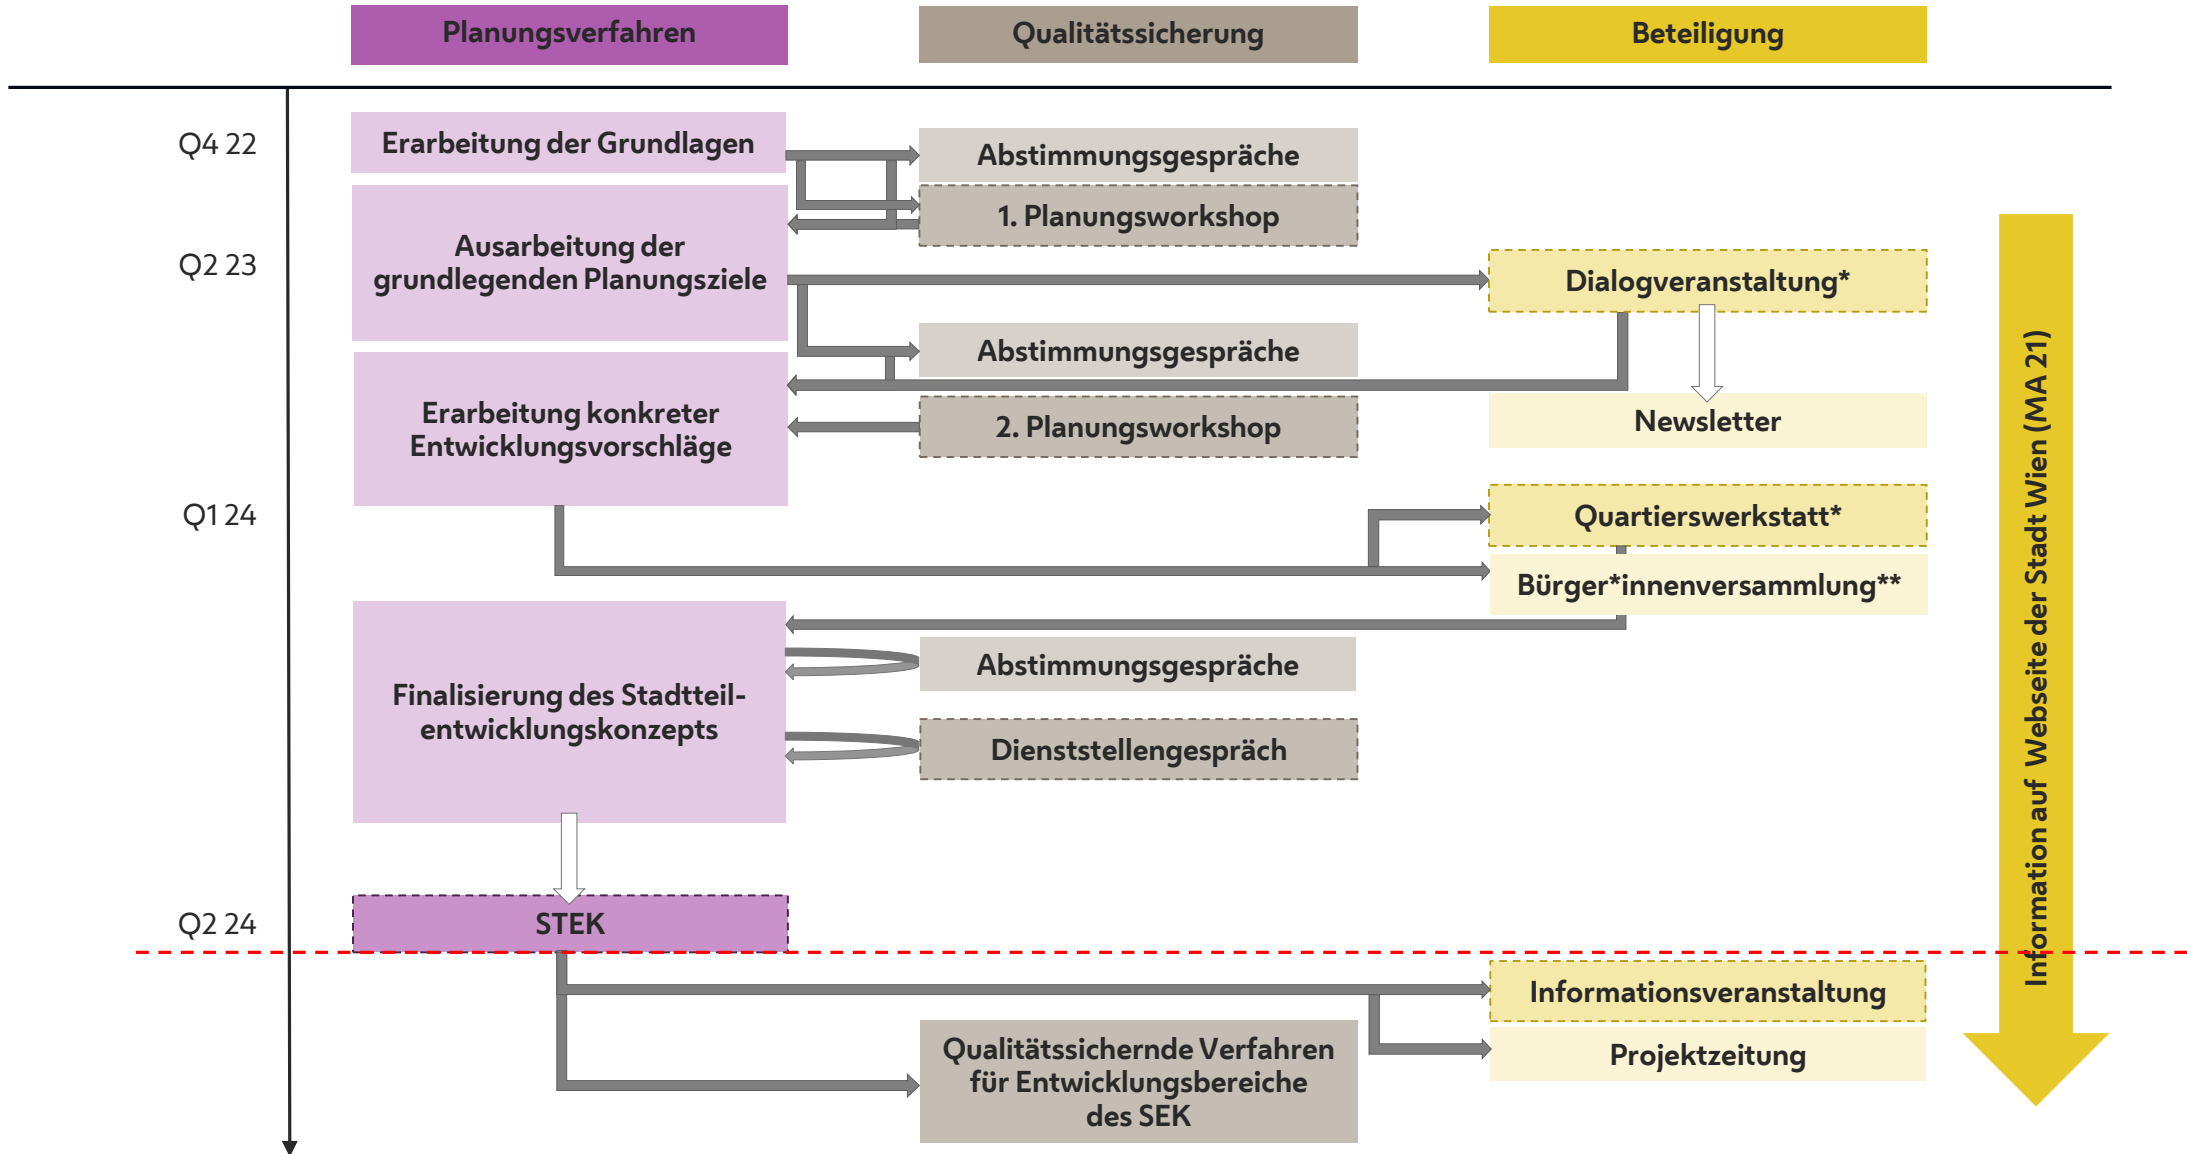 Planungsverfahren
Qualitätssicherung
Beteiligung
Q4 22
Erarbeitung der Grundlagen
Abstimmungsgespräche
1. Planungsworkshop
Q2 23
Ausarbeitung der
grundlegenden Planungsziele
Dialogveranstaltung*
Abstimmungsgespräche
Erarbeitung konkreter
Entwicklungsvorschläge
2. Planungsworkshop
Newsletter
Q1 24
Quartierswerkstatt*
Bürger*innenversammlung**
Finalisierung des Stadtteil-
entwicklungskonzepts
Abstimmungsgespräche
Dienststellengespräch
Q2 24
STEK
Informationsveranstaltung
Projektzeitung
Qualitätssichernde Verfahren
für Entwicklungsbereiche
des SEK
Information auf Webseite der Stadt Wien (MA 21)